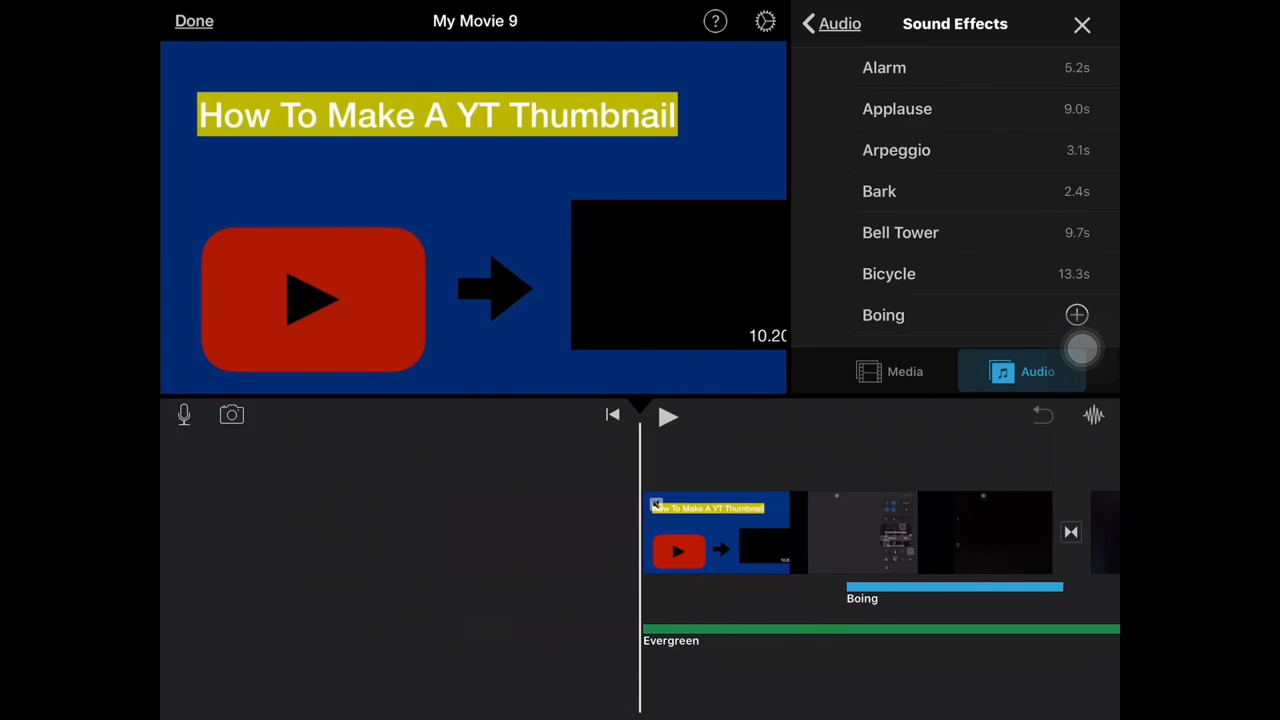 Done
My Movie 9
?
Audio
Sound Effects
Alarm 5.2s
Applause 9.0s
Arpeggio 3.1s
Bark 2.4s
Bell Tower 9.7s
Bicycle 13.3s
Boing
Media
Audio
How To Make A YT Thumbnail
10.20
How To Make A YT Thumbnail
Boing
Evergreen